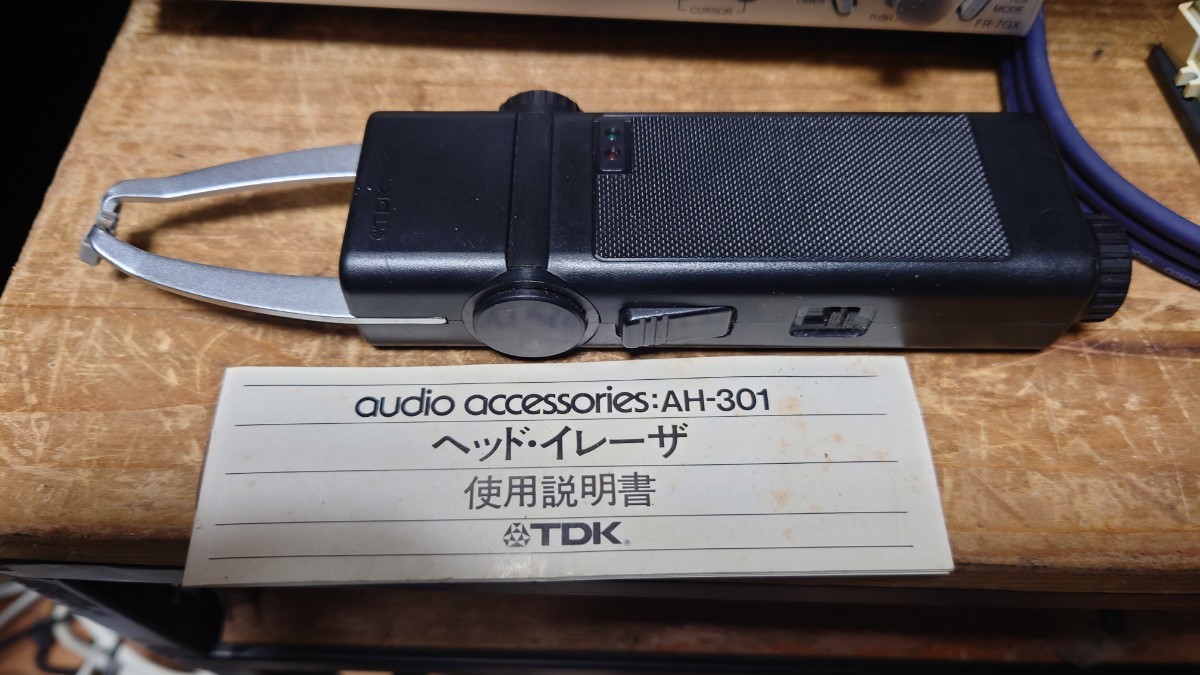 CURSOR
TIMER
PUSH
MODE
FR-7GX
TDK
audio accessories:AH-301
ヘッド・イレーザ
使用説明書
TDK®